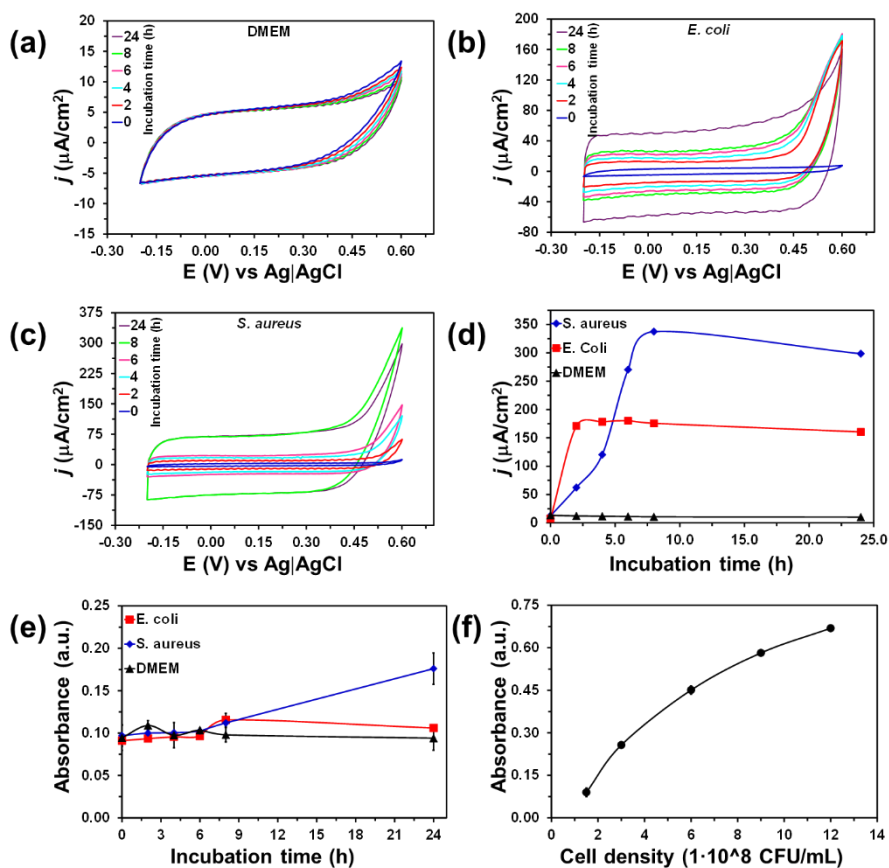 (a)
DMEM
24
8
6
4
2
0
Incubation time (h)
j (μA/cm²)
20
15
10
5
0
-5
-10
-15
-0.30 -0.15 0.00 0.15 0.30 0.45 0.60
E (V) vs Ag|AgCl
(b)
E. coli
24
8
6
4
2
0
Incubation time (h)
j (μA/cm²)
200
160
120
80
40
0
-40
-80
-0.30 -0.15 0.00 0.15 0.30 0.45 0.60
E (V) vs Ag|AgCl
(c)
S. aureus
24
8
6
4
2
0
Incubation time (h)
j (μA/cm²)
375
300
225
150
75
0
-75
-150
-0.30 -0.15 0.00 0.15 0.30 0.45 0.60
E (V) vs Ag|AgCl
(d)
S. aureus
E. Coli
DMEM
j (μA/cm²)
350
300
250
200
150
100
50
0
0.0 5.0 10.0 15.0 20.0 25.0
Incubation time (h)
(e)
E. coli
S. aureus
DMEM
Absorbance (a.u.)
0.25
0.20
0.15
0.10
0.05
0.00
0 3 6 9 12 15 18 21 24
Incubation time (h)
(f)
Absorbance (a.u.)
0.75
0.60
0.45
0.30
0.15
0.00
0 2 4 6 8 10 12 14
Cell density (1·10^8 CFU/mL)